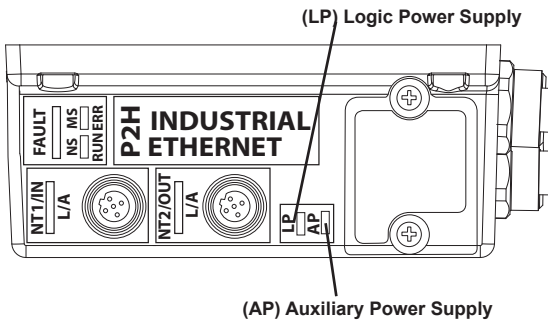 (LP) Logic Power Supply
FAULT
NS MS
RUN ERR
P2H INDUSTRIAL
ETHERNET
NT1/IN
L/A
NT2/OUT
L/A
LP
AP
(AP) Auxiliary Power Supply